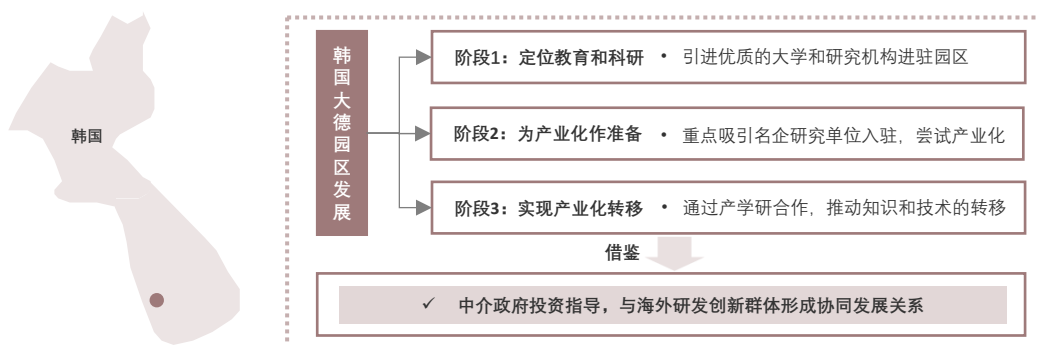 韩国
韩国大德园区发展
阶段1：定位教育和科研 • 引进优质的大学和研究机构进驻园区
阶段2：为产业化作准备 • 重点吸引名企研究单位入驻，尝试产业化
阶段3：实现产业化转移 • 通过产学研合作，推动知识和技术的转移
借鉴
✓ 中介政府投资指导，与海外研发创新群体形成协同发展关系